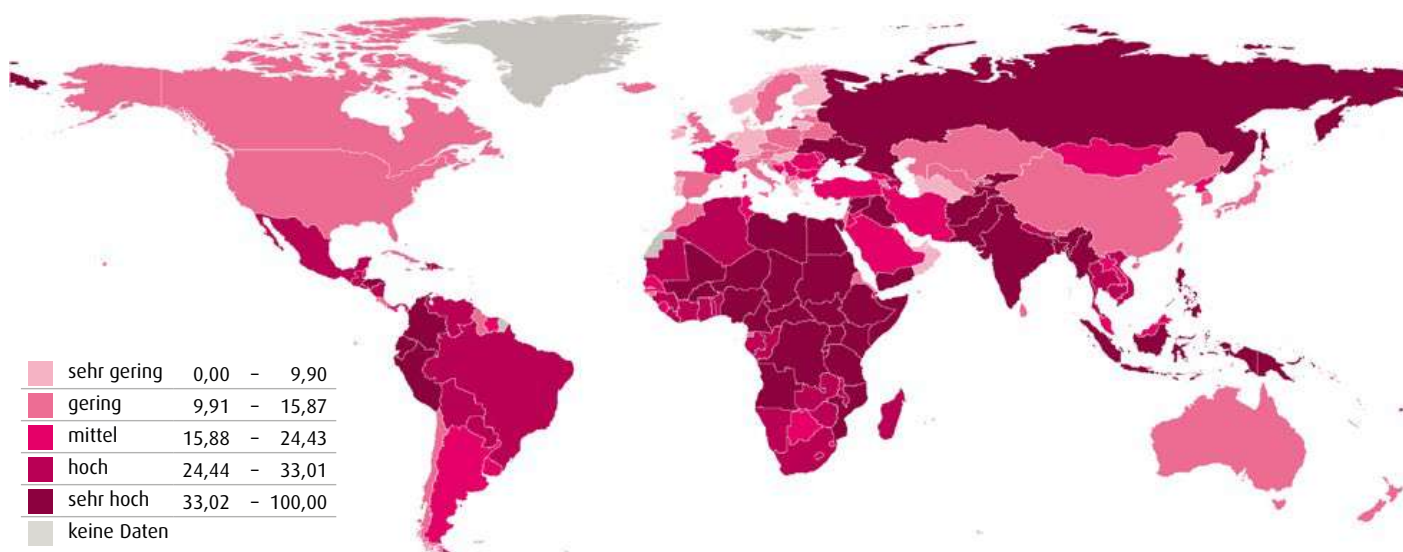 sehr gering 0,00 – 9,90
gering 9,91 – 15,87
mittel 15,88 – 24,43
hoch 24,44 – 33,01
sehr hoch 33,02 – 100,00
keine Daten